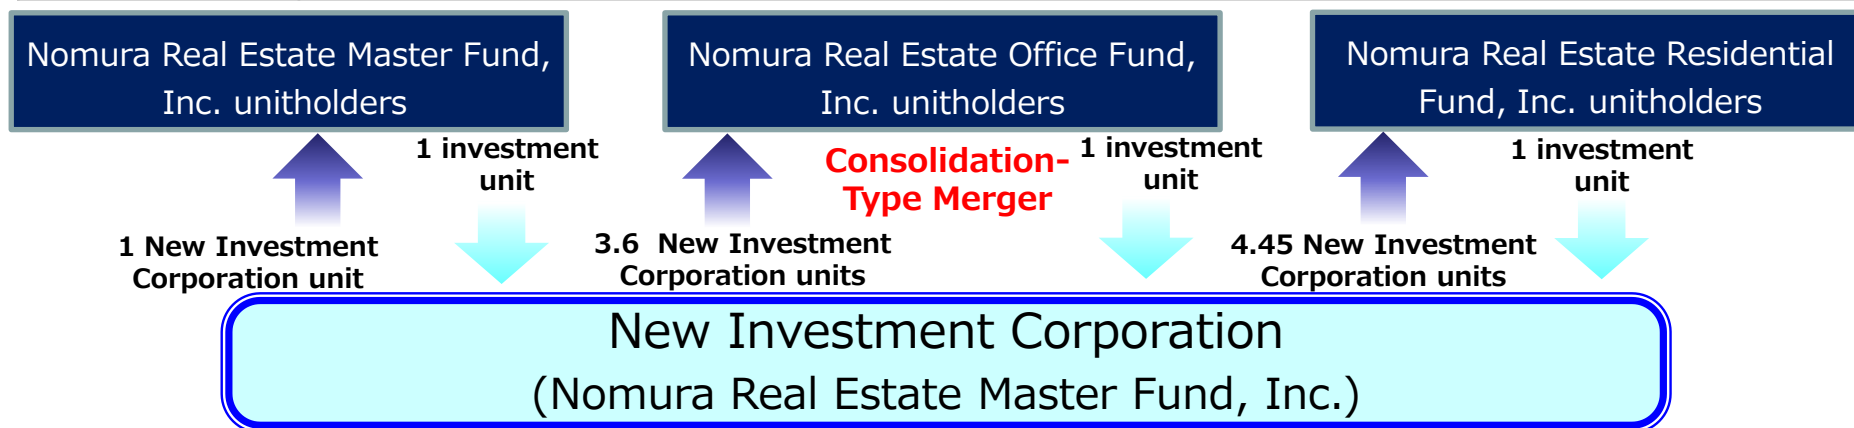 Nomura Real Estate Master Fund,
Inc. unitholders
Nomura Real Estate Office Fund,
Inc. unitholders
Nomura Real Estate Residential
Fund, Inc. unitholders
1 investment
unit
Consolidation-
Type Merger
1 investment
unit
1 investment
unit
1 New Investment
Corporation unit
3.6 New Investment
Corporation units
4.45 New Investment
Corporation units
New Investment Corporation
(Nomura Real Estate Master Fund, Inc.)